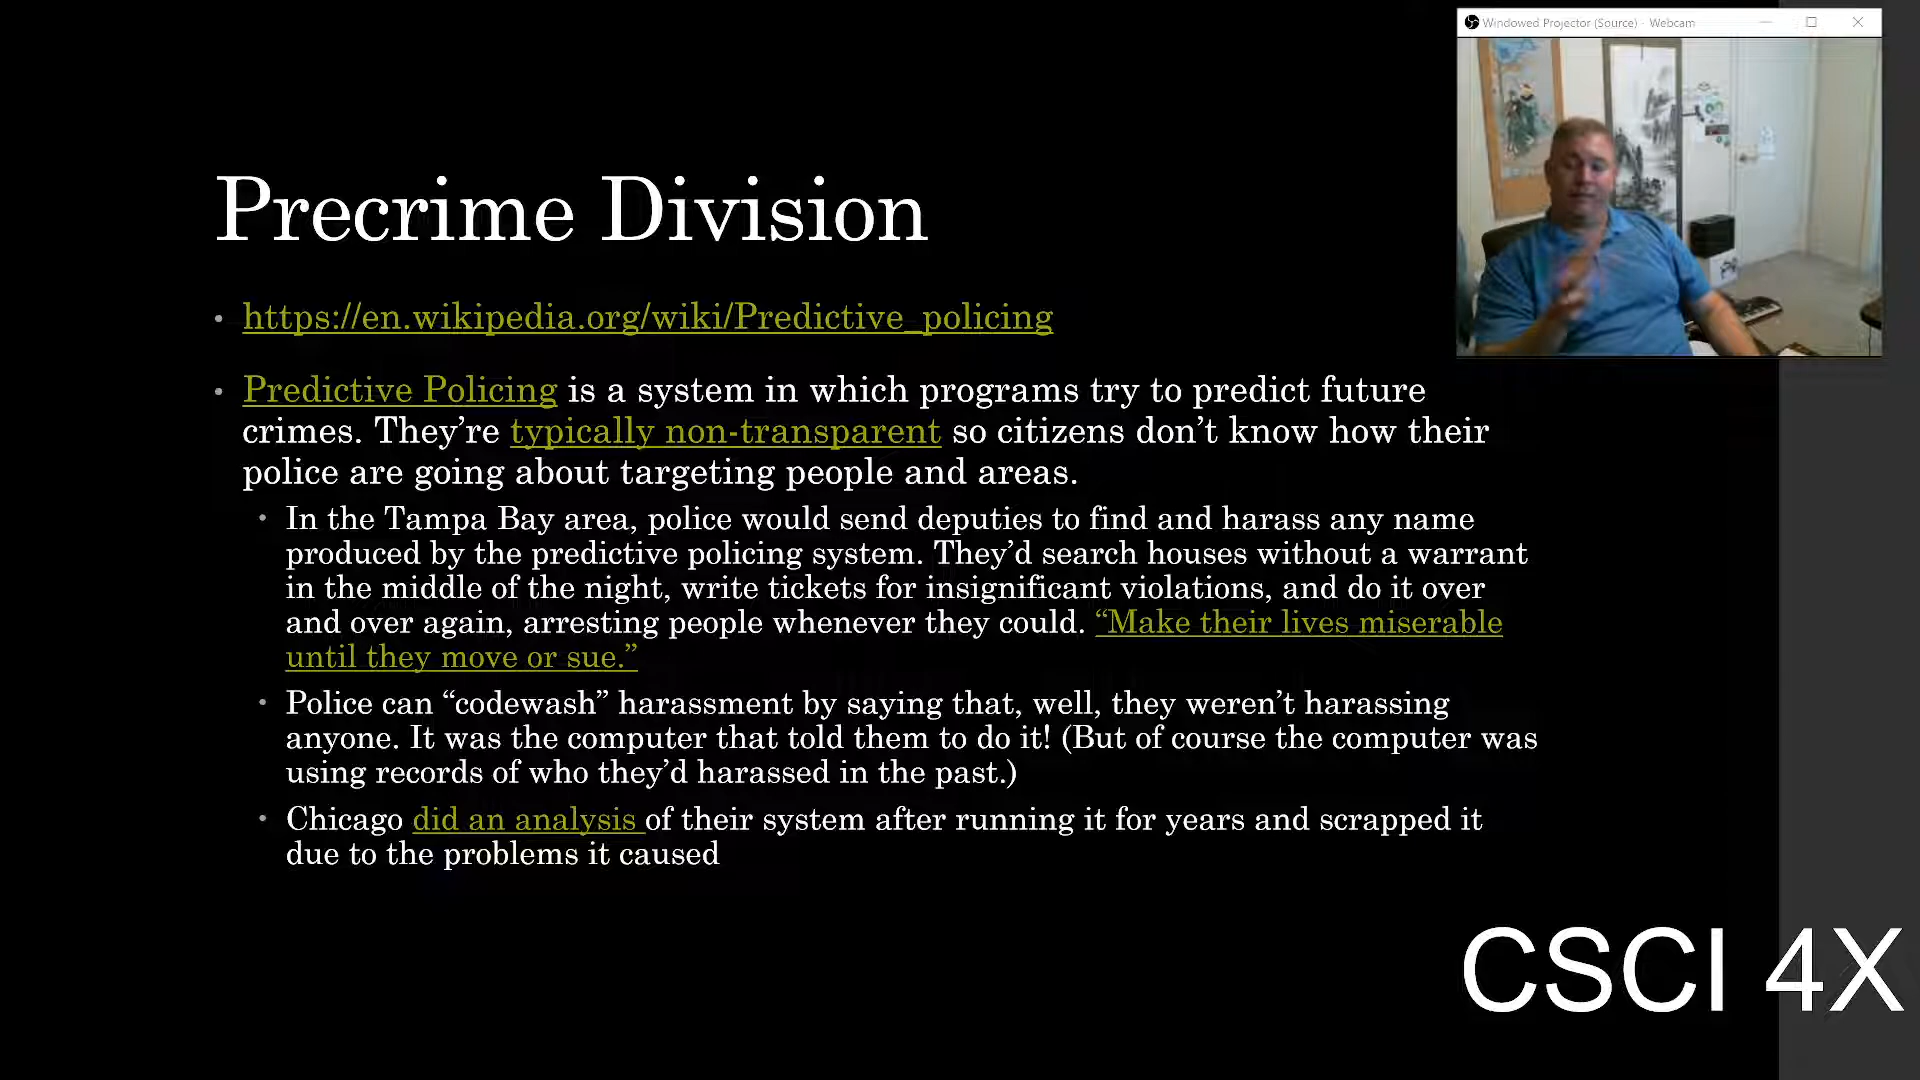 Windowed Projector (Source) - Webcam
Precrime Division
https://en.wikipedia.org/wiki/Predictive_policing
Predictive Policing is a system in which programs try to predict future
crimes. They’re typically non-transparent so citizens don’t know how their
police are going about targeting people and areas.
In the Tampa Bay area, police would send deputies to find and harass any name
produced by the predictive policing system. They’d search houses without a warrant
in the middle of the night, write tickets for insignificant violations, and do it over
and over again, arresting people whenever they could. “Make their lives miserable
until they move or sue.”
Police can “codewash” harassment by saying that, well, they weren’t harassing
anyone. It was the computer that told them to do it! (But of course the computer was
using records of who they’d harassed in the past.)
Chicago did an analysis of their system after running it for years and scrapped it
due to the problems it caused
CSCI 4X